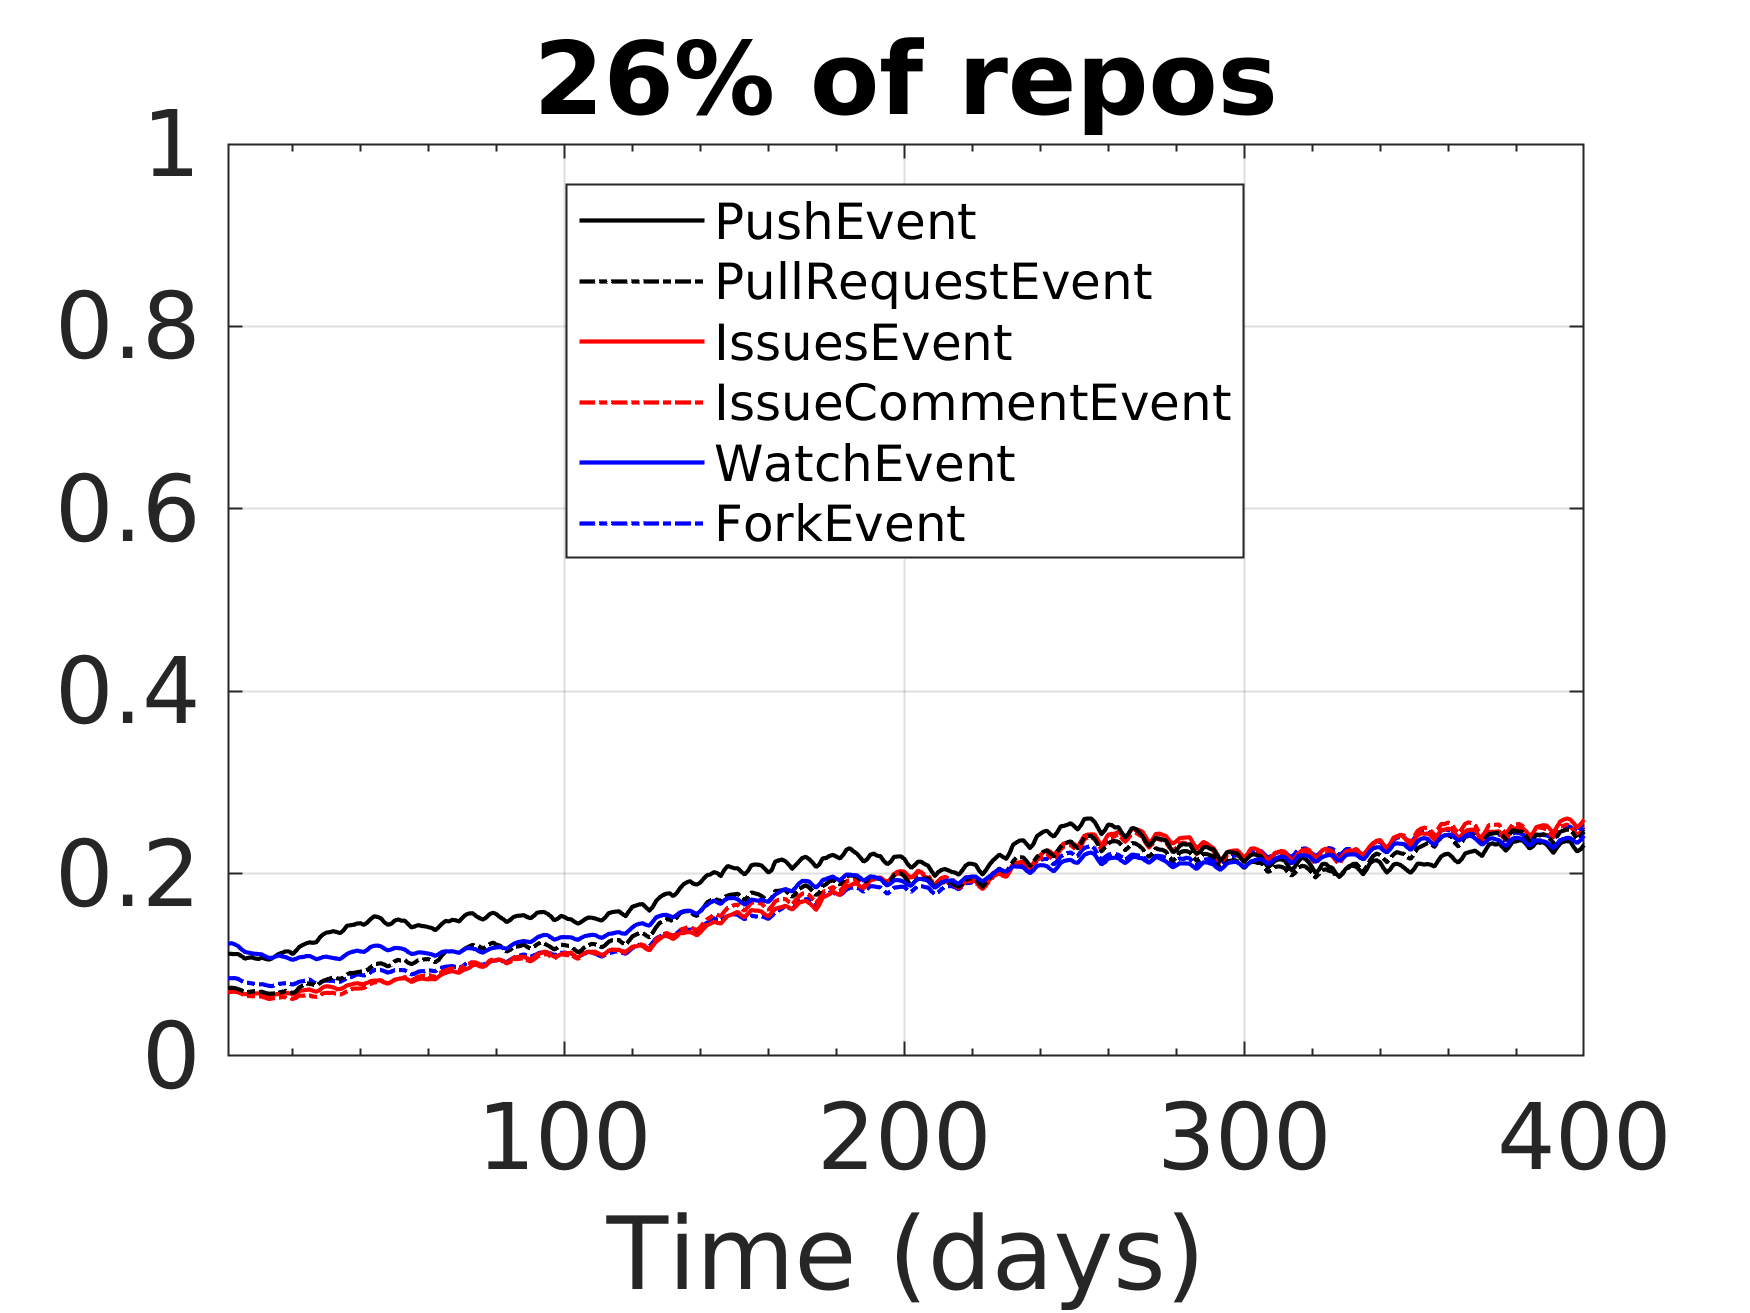 26% of repos
1
0.8
0.6
0.4
0.2
0
PushEvent
PullRequestEvent
IssuesEvent
IssueCommentEvent
WatchEvent
ForkEvent
100 200 300 400
Time (days)